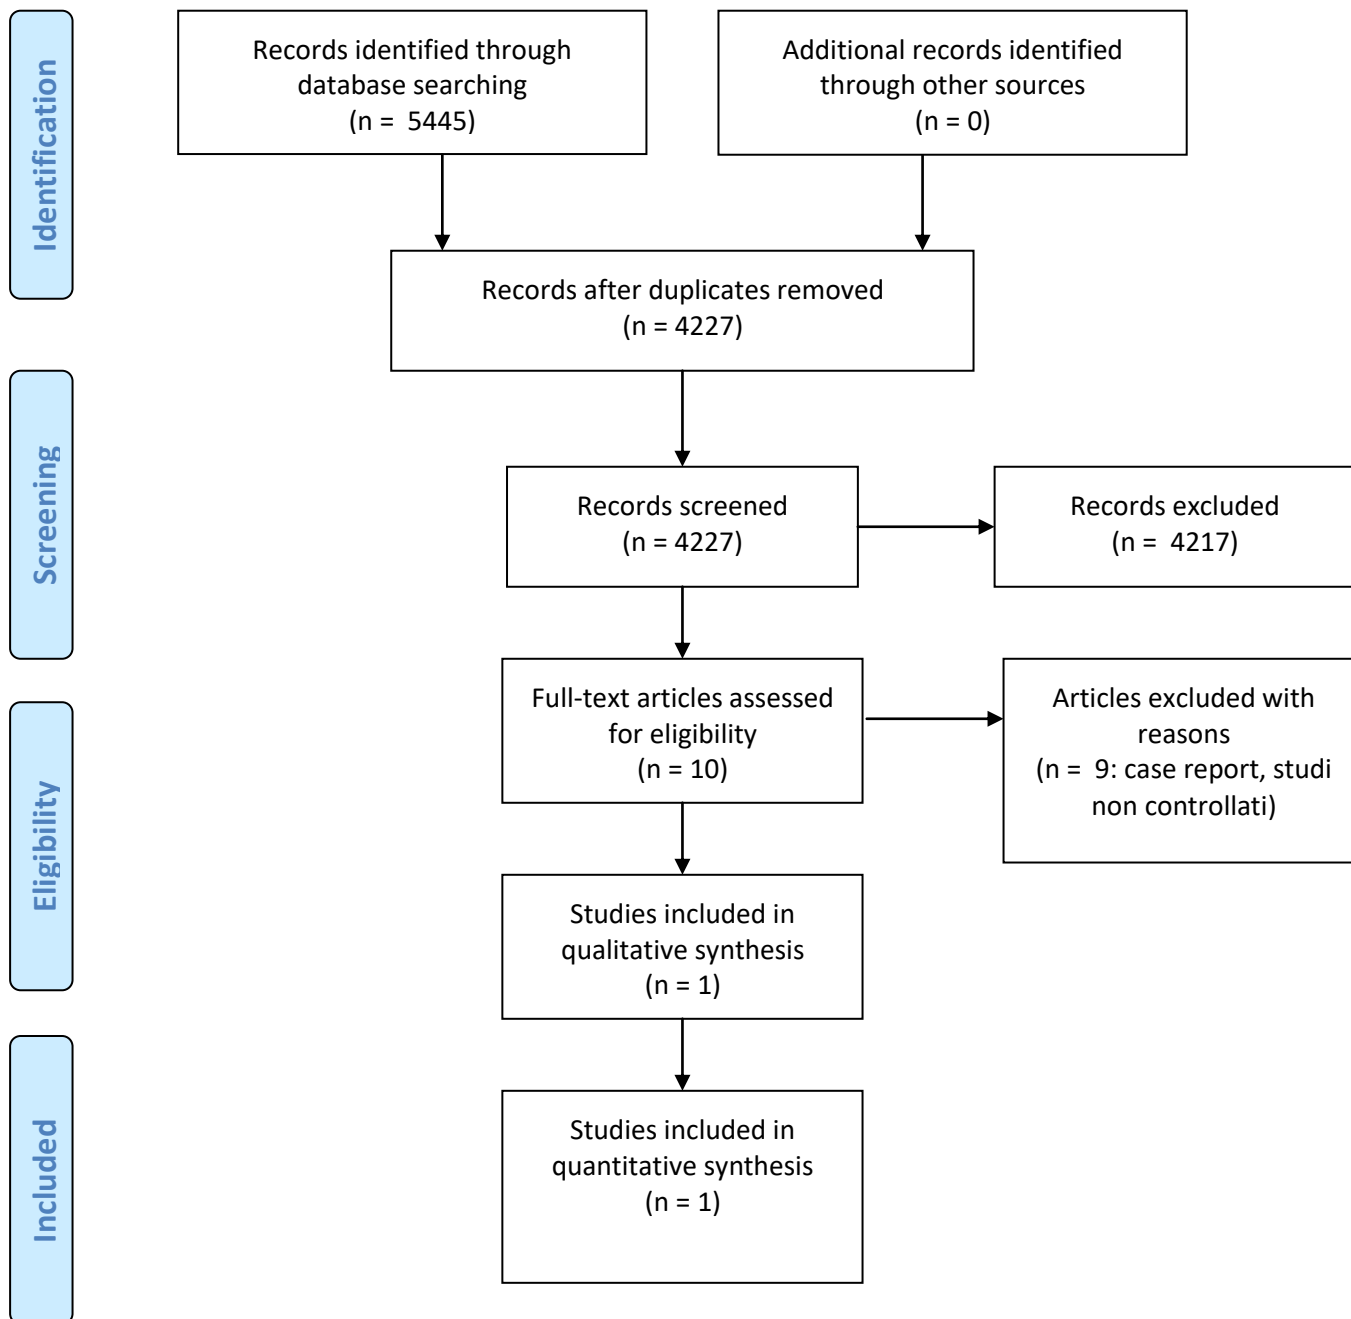 Identification
Records identified through
database searching
(n =  5445)
Additional records identified
through other sources
(n = 0)
Records after duplicates removed
(n = 4227)
Screening
Records screened
(n = 4227)
Records excluded
(n =  4217)
Eligibility
Full-text articles assessed
for eligibility
(n = 10)
Articles excluded with
reasons
(n =  9: case report, studi
non controllati)
Studies included in
qualitative synthesis
(n = 1)
Included
Studies included in
quantitative synthesis
(n = 1)